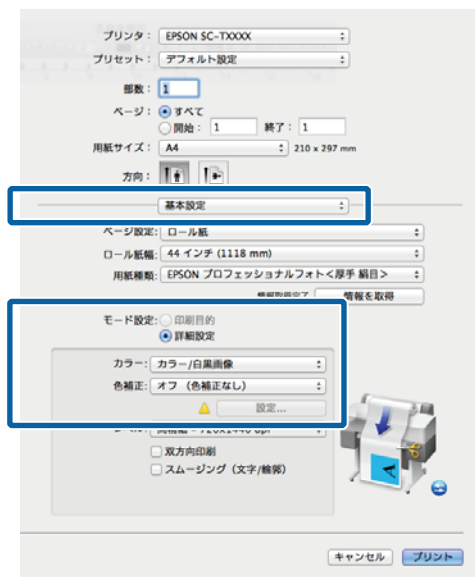 プリンタ： EPSON SC-TXXXX
プリセット： デフォルト設定
部数： 1
ページ： すべて
開始： 1 終了： 1
用紙サイズ： A4 210 x 297 mm
方向：
基本設定
ページ設定： ロール紙
ロール紙幅： 44 インチ (1118 mm)
用紙種類： EPSON プロフェッショナルフォト＜厚手 絹目＞
情報を取得
モード設定： 印刷目的
詳細設定
カラー： カラー/白黒画像
色補正： オフ （色補正なし）
設定...
双方向印刷
スムージング（文字/輪郭）
キャンセル プリント